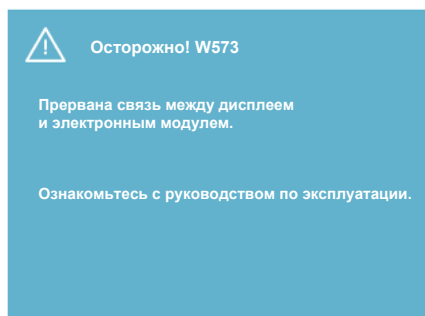 Осторожно! W573
Прервана связь между дисплеем
и электронным модулем.
Ознакомьтесь с руководством по эксплуатации.